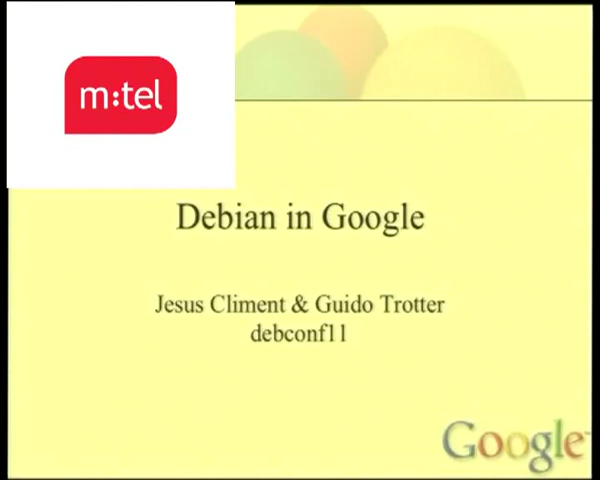 m:tel
Debian in Google
Jesus Climent & Guido Trotter
debconf11
Google